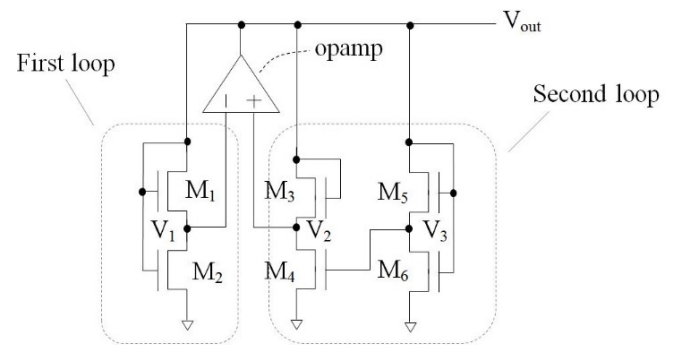 V_out
opamp
First loop
Second loop
− +
M_1
M_3
M_5
V_1
V_2
V_3
M_2
M_4
M_6